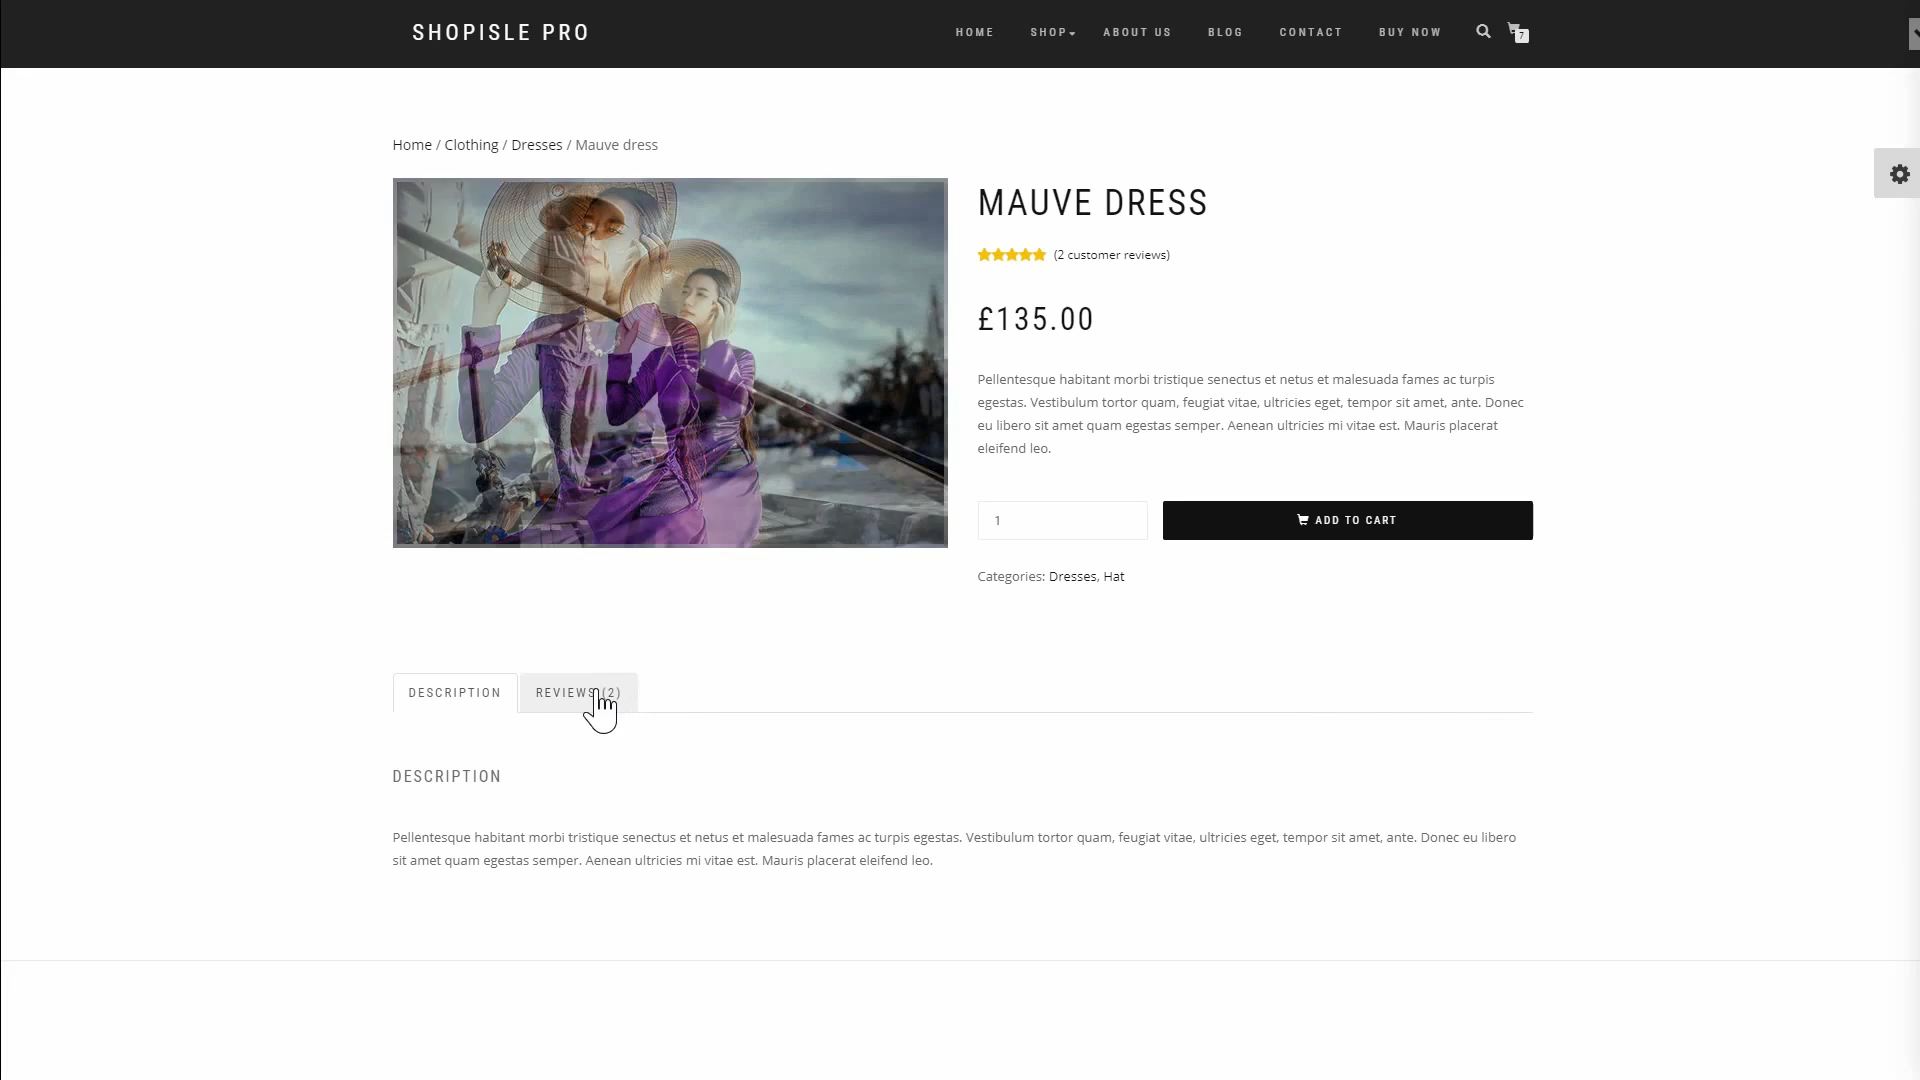 SHOPISLE PRO
HOME SHOP ABOUT US BLOG CONTACT BUY NOW 7
Home / Clothing / Dresses / Mauve dress
MAUVE DRESS
(2 customer reviews)
£135.00
Pellentesque habitant morbi tristique senectus et netus et malesuada fames ac turpis
egestas. Vestibulum tortor quam, feugiat vitae, ultricies eget, tempor sit amet, ante. Donec
eu libero sit amet quam egestas semper. Aenean ultricies mi vitae est. Mauris placerat
eleifend leo.
1
ADD TO CART
Categories: Dresses, Hat
DESCRIPTION
REVIEWS (2)
DESCRIPTION
Pellentesque habitant morbi tristique senectus et netus et malesuada fames ac turpis egestas. Vestibulum tortor quam, feugiat vitae, ultricies eget, tempor sit amet, ante. Donec eu libero
sit amet quam egestas semper. Aenean ultricies mi vitae est. Mauris placerat eleifend leo.